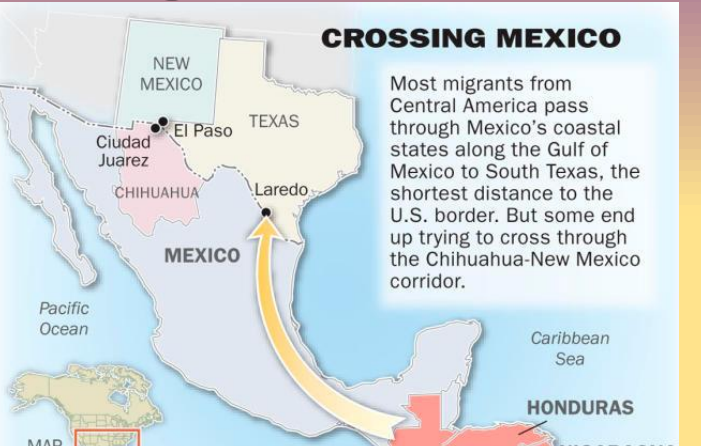 CROSSING MEXICO
Most migrants from
Central America pass
through Mexico's coastal
states along the Gulf of
Mexico to South Texas, the
shortest distance to the
U.S. border. But some end
up trying to cross through
the Chihuahua-New Mexico
corridor.
NEW
MEXICO
TEXAS
El Paso
Ciudad
Juarez
CHIHUAHUA
Laredo
MEXICO
Pacific
Ocean
Caribbean
Sea
HONDURAS
MAP